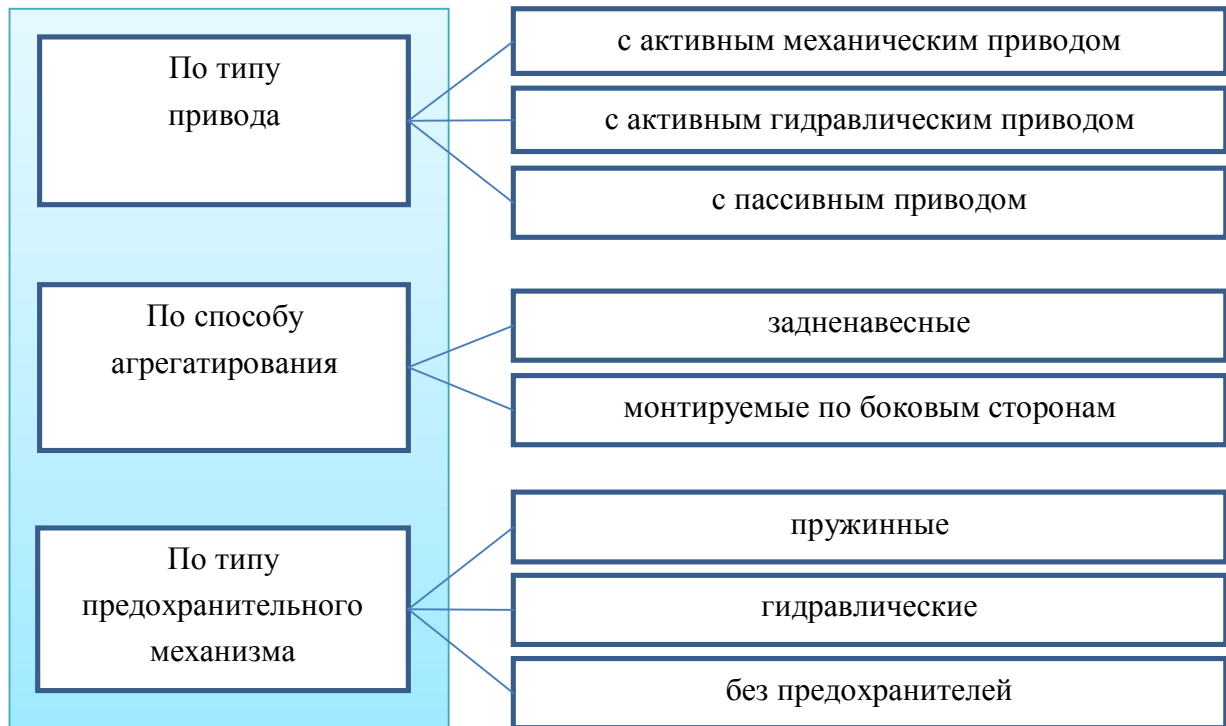 По типу
привода
с активным механическим приводом
с активным гидравлическим приводом
с пассивным приводом
По способу
агрегатирования
задненавесные
монтируемые по боковым сторонам
По типу
предохранительного
механизма
пружинные
гидравлические
без предохранителей